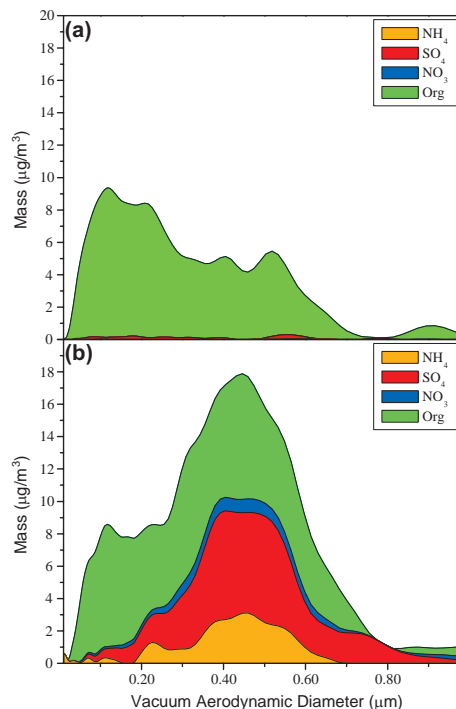 (a)
NH₄
SO₄
NO₃
Org
Mass (μg/m³)
20
18
16
14
12
10
8
6
4
2
0
(b)
NH₄
SO₄
NO₃
Org
Mass (μg/m³)
18
16
14
12
10
8
6
4
2
0
0.20 0.40 0.60 0.80
Vacuum Aerodynamic Diameter (μm)